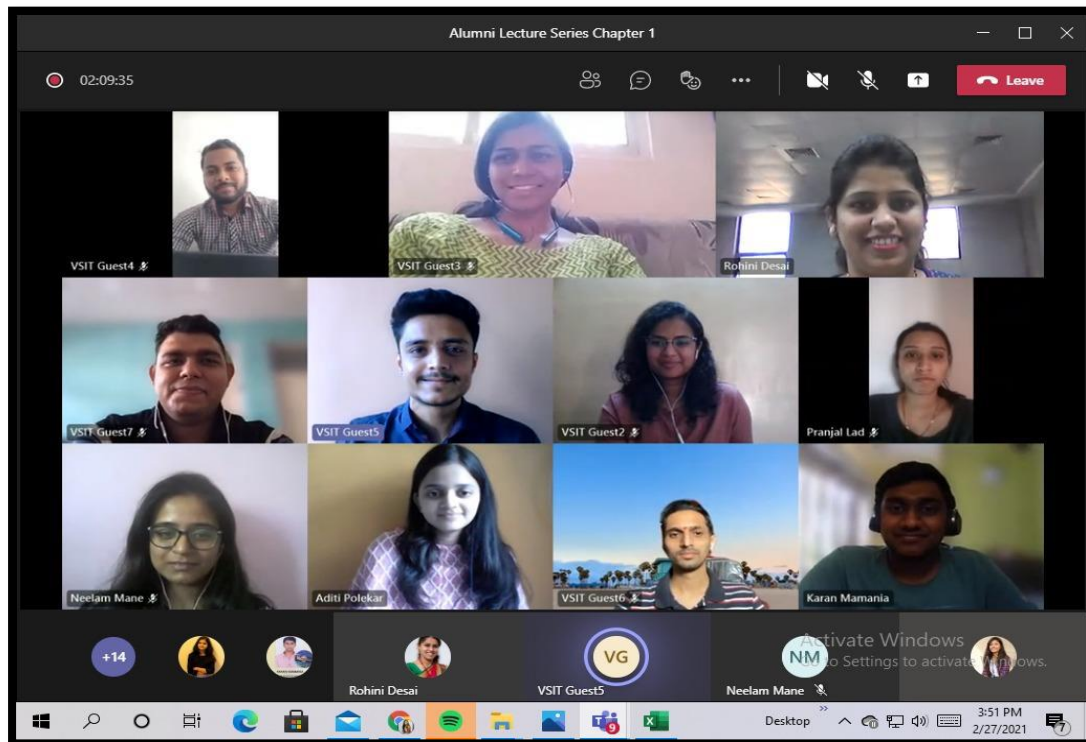 Alumni Lecture Series Chapter 1
02:09:35
Leave
VSIT Guest4
VSIT Guest3
Rohini Desai
VSIT Guest7
VSIT Guest5
VSIT Guest2
Pranjal Lad
Neelam Mane
Aditi Polekar
VSIT Guest6
Karan Mamania
+14
VG
NM
Activate Windows
Go to Settings to activate Windows.
Rohini Desai
VSIT Guest5
Neelam Mane
9
Desktop
3:51 PM
2/27/2021
7